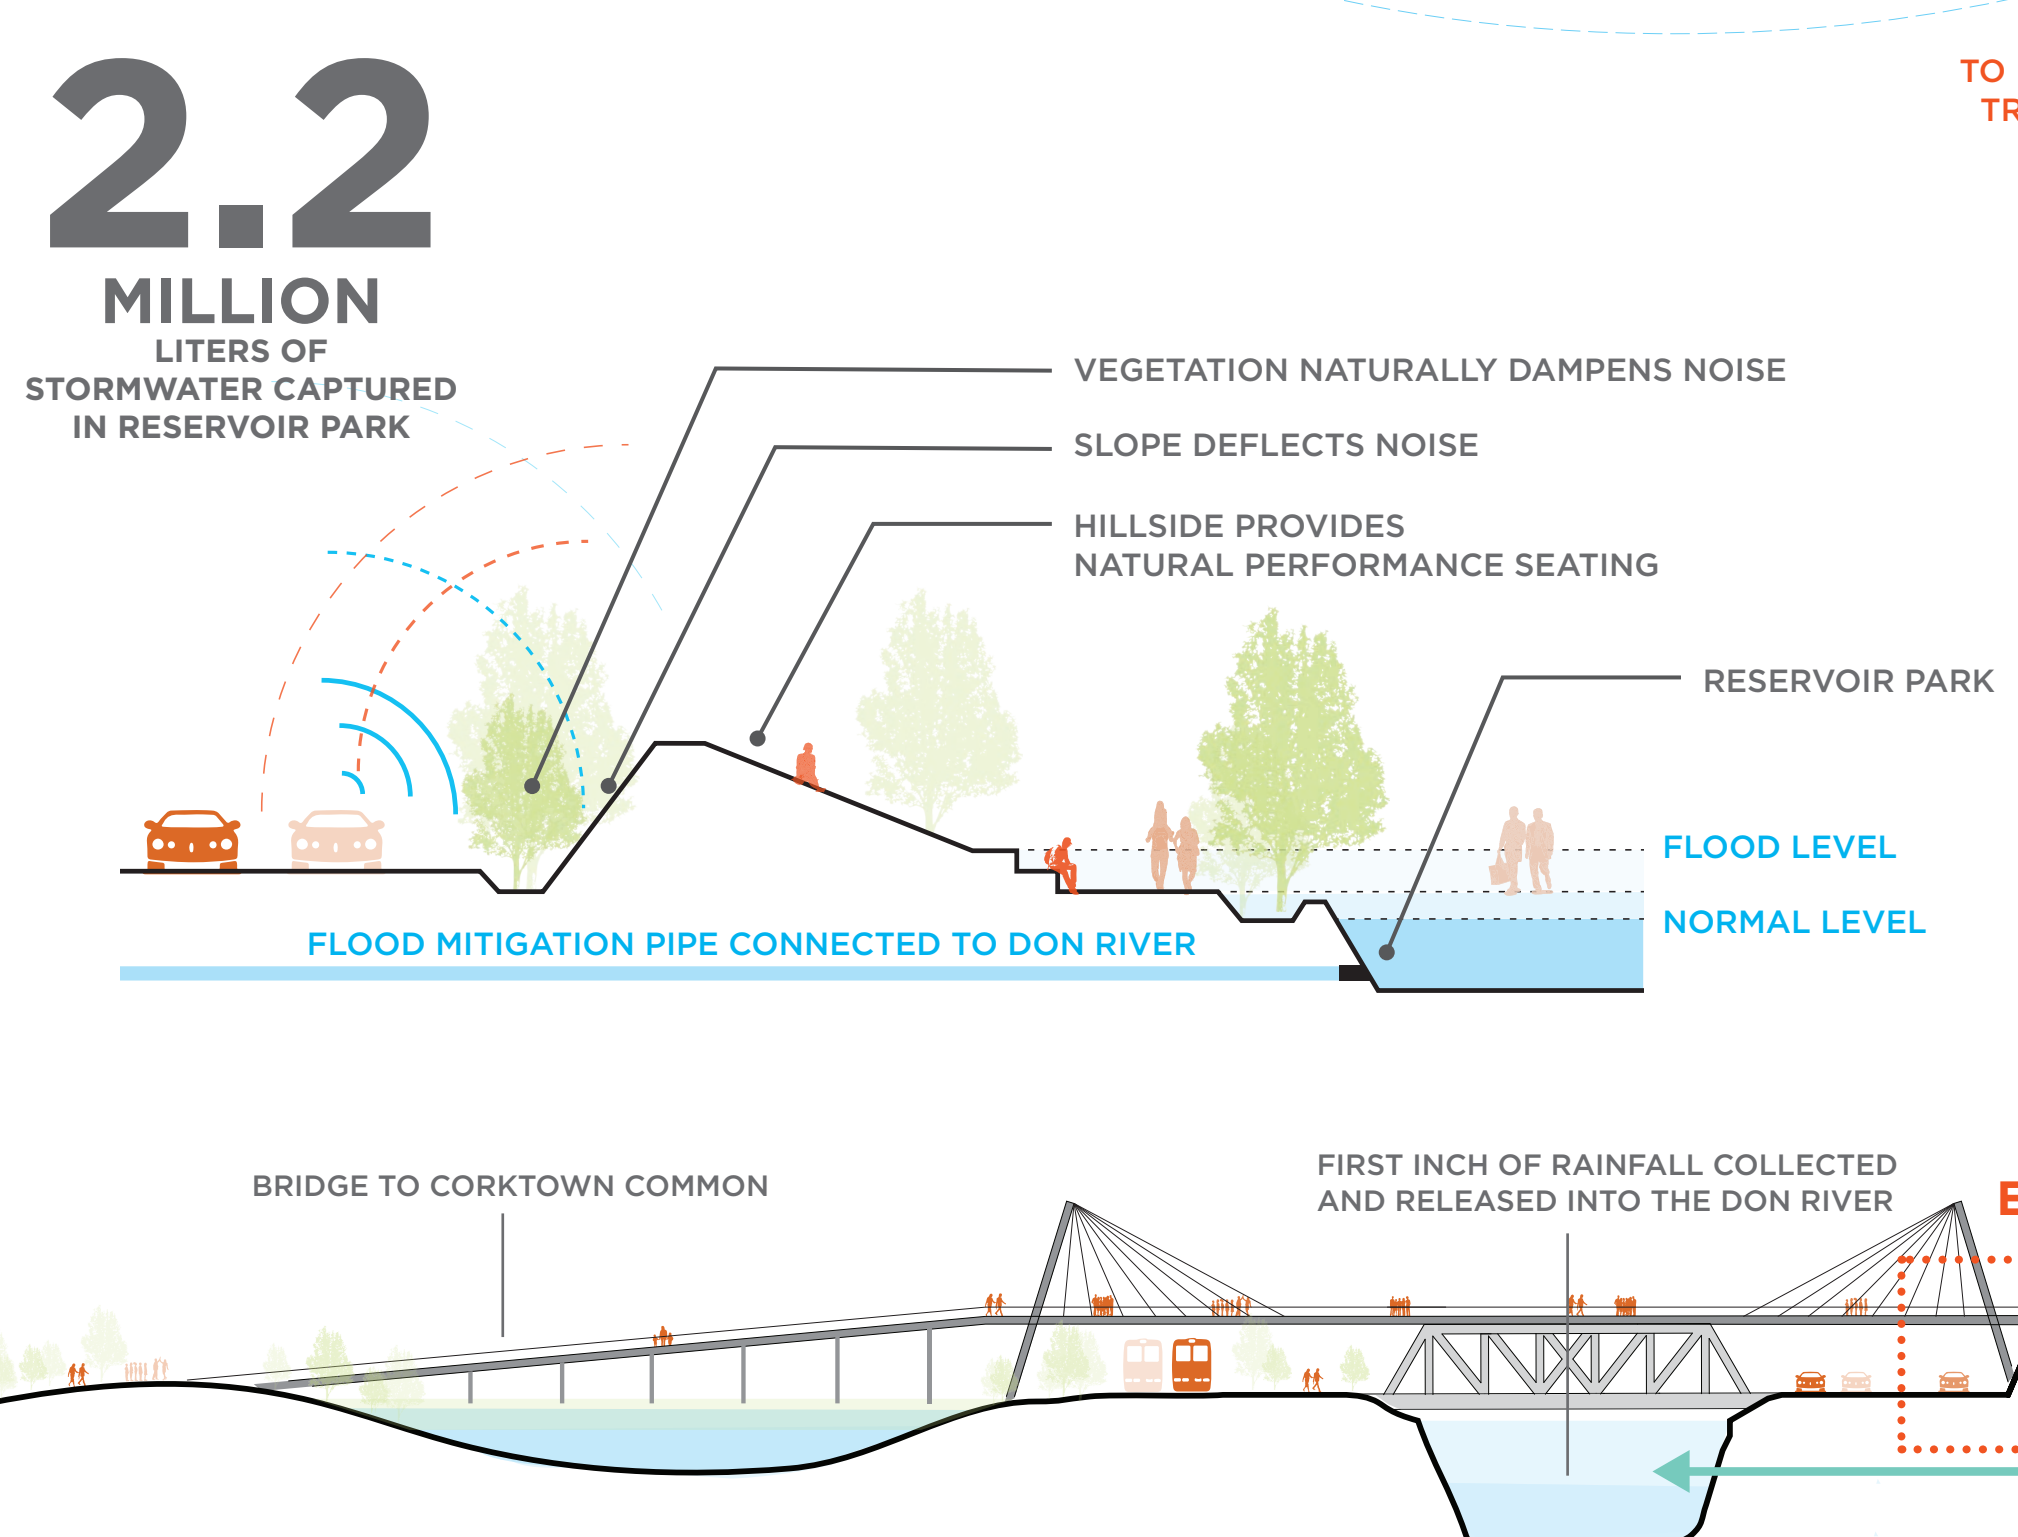 2.2
MILLION
LITERS OF
STORMWATER CAPTURED
IN RESERVOIR PARK
TO
TR
VEGETATION NATURALLY DAMPENS NOISE
SLOPE DEFLECTS NOISE
HILLSIDE PROVIDES
NATURAL PERFORMANCE SEATING
RESERVOIR PARK
FLOOD LEVEL
NORMAL LEVEL
FLOOD MITIGATION PIPE CONNECTED TO DON RIVER
BRIDGE TO CORKTOWN COMMON
FIRST INCH OF RAINFALL COLLECTED
AND RELEASED INTO THE DON RIVER